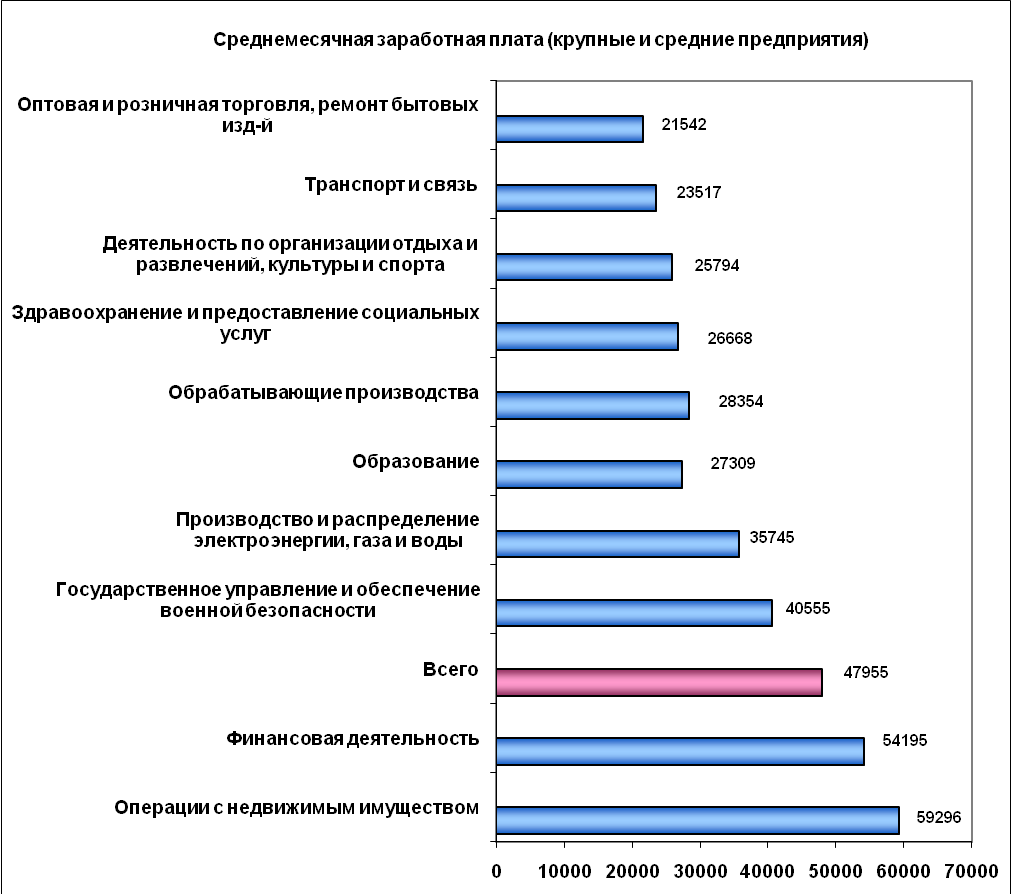 Среднемесячная заработная плата (крупные и средние предприятия)
Оптовая и розничная торговля, ремонт бытовых
изд-й
21542
Транспорт и связь
23517
Деятельность по организации отдыха и
развлечений, культуры и спорта
25794
Здравоохранение и предоставление социальных
услуг
26668
Обрабатывающие производства
28354
Образование
27309
Производство и распределение
электроэнергии, газа и воды
35745
Государственное управление и обеспечение
военной безопасности
40555
Всего
47955
Финансовая деятельность
54195
Операции с недвижимым имуществом
59296
0 10000 20000 30000 40000 50000 60000 70000